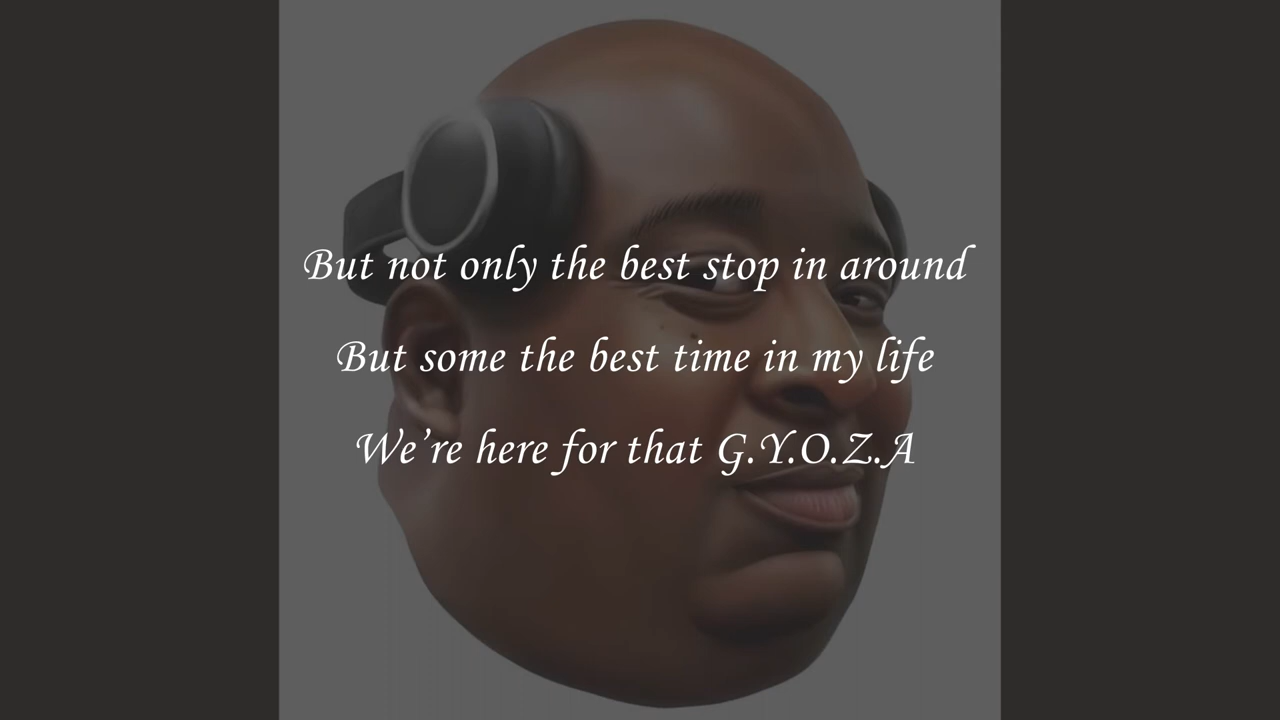 But not only the best stop in around
But some the best time in my life
We’re here for that G.Y.O.Z.A